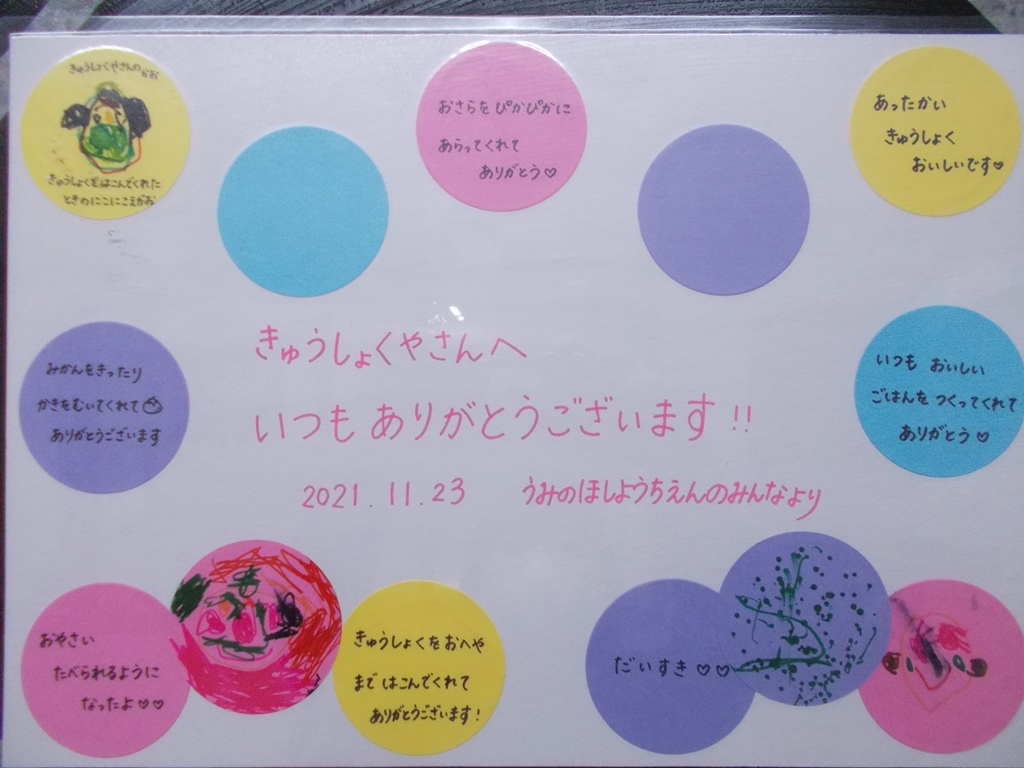 きゅうしょくやさんのかお
きゅうしょくをはこんでくれた
ときのにこにこえがお
おさらをぴかぴかに
あらってくれて
ありがとう♡
あったかい
きゅうしょく
おいしいです♡
きゅうしょくやさんへ
いつもありがとうございます!!
2021.11.23 うみのほしようちえんのみんなより
みかんをきったり
かきをむいてくれて
ありがとうございます
いつも おいしい
ごはんを つくってくれて
ありがとう♡
おやさい
たべられるように
なったよ♡♡
きゅうしょくを おへや
まで はこんでくれて
ありがとうございます!
だいすき♡♡